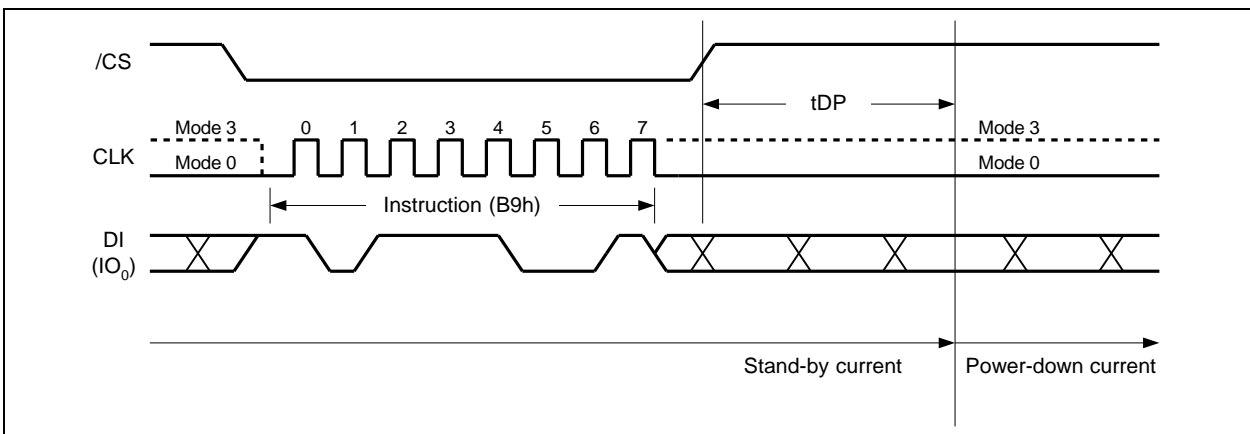 /CS
tDP
Mode 3
0 1 2 3 4 5 6 7
Mode 3
CLK
Mode 0
Mode 0
Instruction (B9h)
DI
(IO0)
Stand-by current
Power-down current